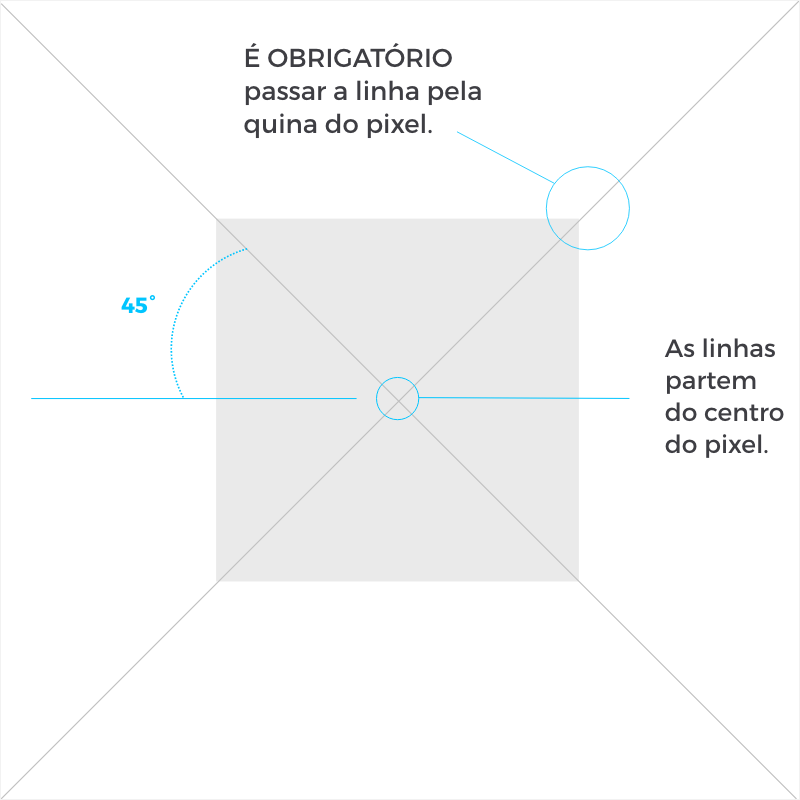 É OBRIGATÓRIO
passar a linha pela
quina do pixel.
45°
As linhas
partem
do centro
do pixel.